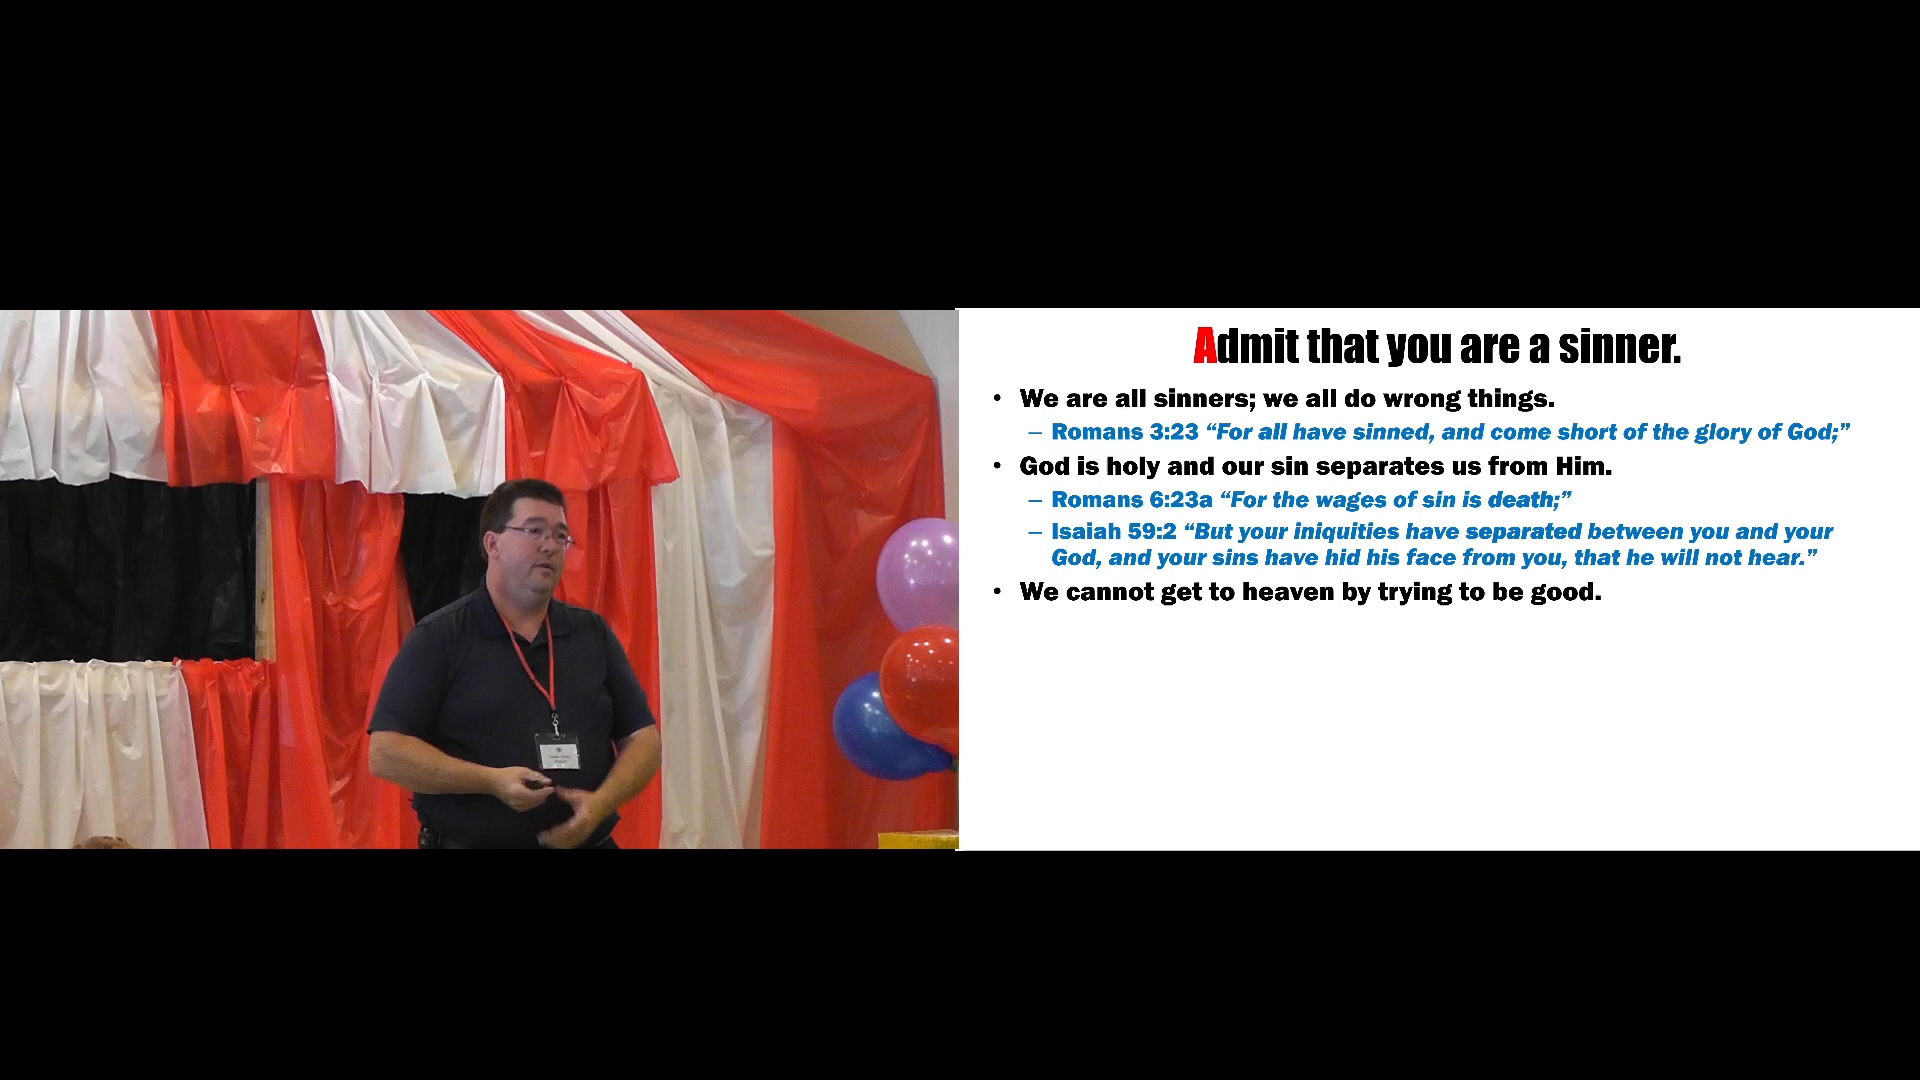 Admit that you are a sinner.
• We are all sinners; we all do wrong things.
– Romans 3:23 “For all have sinned, and come short of the glory of God;”
• God is holy and our sin separates us from Him.
– Romans 6:23a “For the wages of sin is death;”
– Isaiah 59:2 “But your iniquities have separated between you and your
God, and your sins have hid his face from you, that he will not hear.”
• We cannot get to heaven by trying to be good.